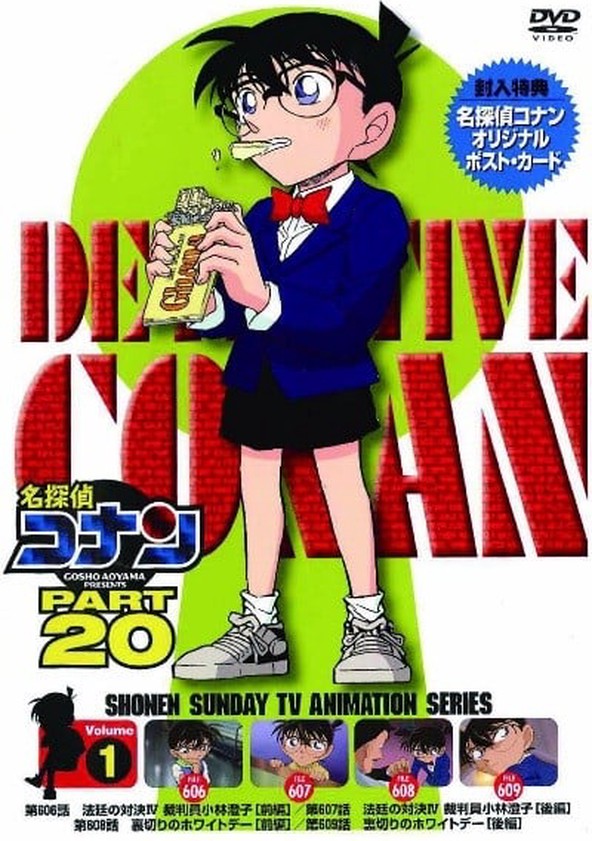 DVD
VIDEO
封入特典
名探偵コナン
オリジナル
ポスト・カード
DETECTIVE
CONAN
名探偵
コナン
GOSHO AOYAMA
PRESENTS
PART
20
SHONEN SUNDAY TV ANIMATION SERIES
Volume
1
FILE
606
FILE
607
FILE
608
FILE
609
第606話 法廷の対決Ⅳ 裁判員小林澄子[前編]／第607話 法廷の対決Ⅳ 裁判員小林澄子[後編]
第608話 裏切りのホワイトデー[前編]／第609話 裏切りのホワイトデー[後編]